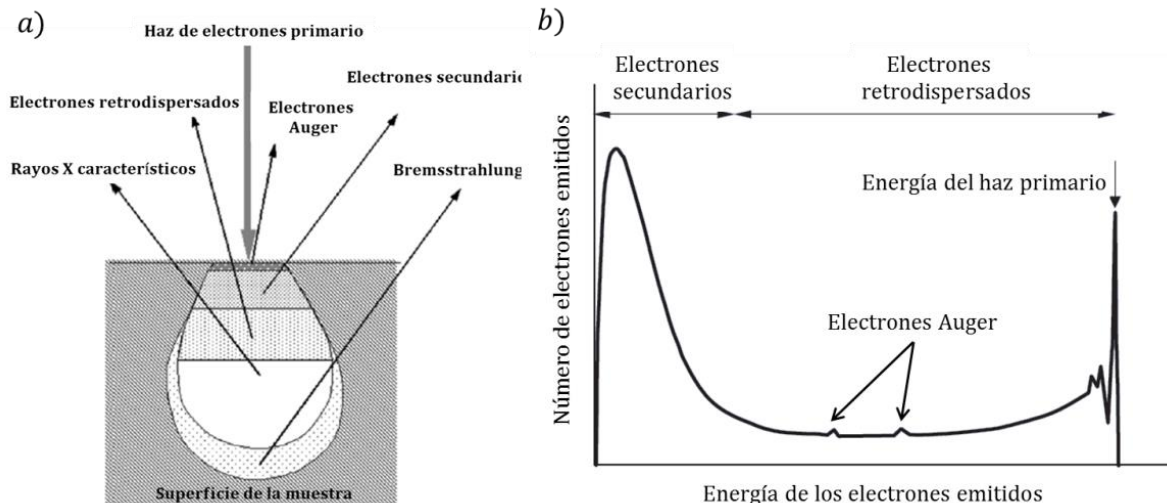 a)
Haz de electrones primario
Electrones secundario
Electrones retrodispersados
Electrones
Auger
Rayos X característicos
Bremsstrahlung
Superficie de la muestra
b)
Electrones
secundarios
Electrones
retrodispersados
Número de electrones emitidos
Energía del haz primario
Electrones Auger
Energía de los electrones emitidos